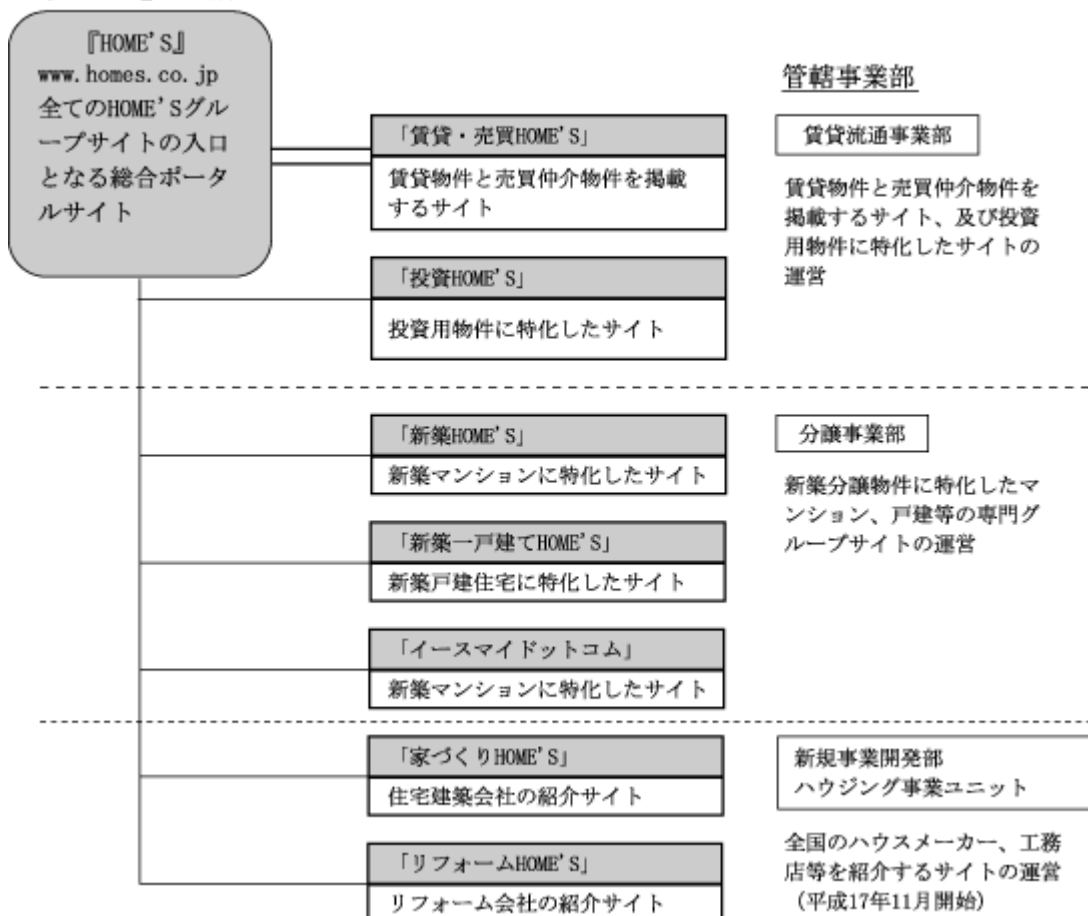 『HOME'S』
www.homes.co.jp
全てのHOME'Sグル
ープサイトの入口
となる総合ポータ
ルサイト
管轄事業部
「賃貸・売買HOME'S」
賃貸物件と売買仲介物件を掲載
するサイト
賃貸流通事業部
賃貸物件と売買仲介物件を
掲載するサイト、及び投資
用物件に特化したサイトの
運営
「投資HOME'S」
投資用物件に特化したサイト
「新築HOME'S」
新築マンションに特化したサイト
分譲事業部
新築分譲物件に特化したマ
ンション、戸建等の専門グ
ループサイトの運営
「新築一戸建てHOME'S」
新築戸建住宅に特化したサイト
「イースマイドットコム」
新築マンションに特化したサイト
「家づくりHOME'S」
住宅建築会社の紹介サイト
新規事業開発部
ハウジング事業ユニット
全国のハウスメーカー、工務
店等を紹介するサイトの運営
(平成17年11月開始)
「リフォームHOME'S」
リフォーム会社の紹介サイト